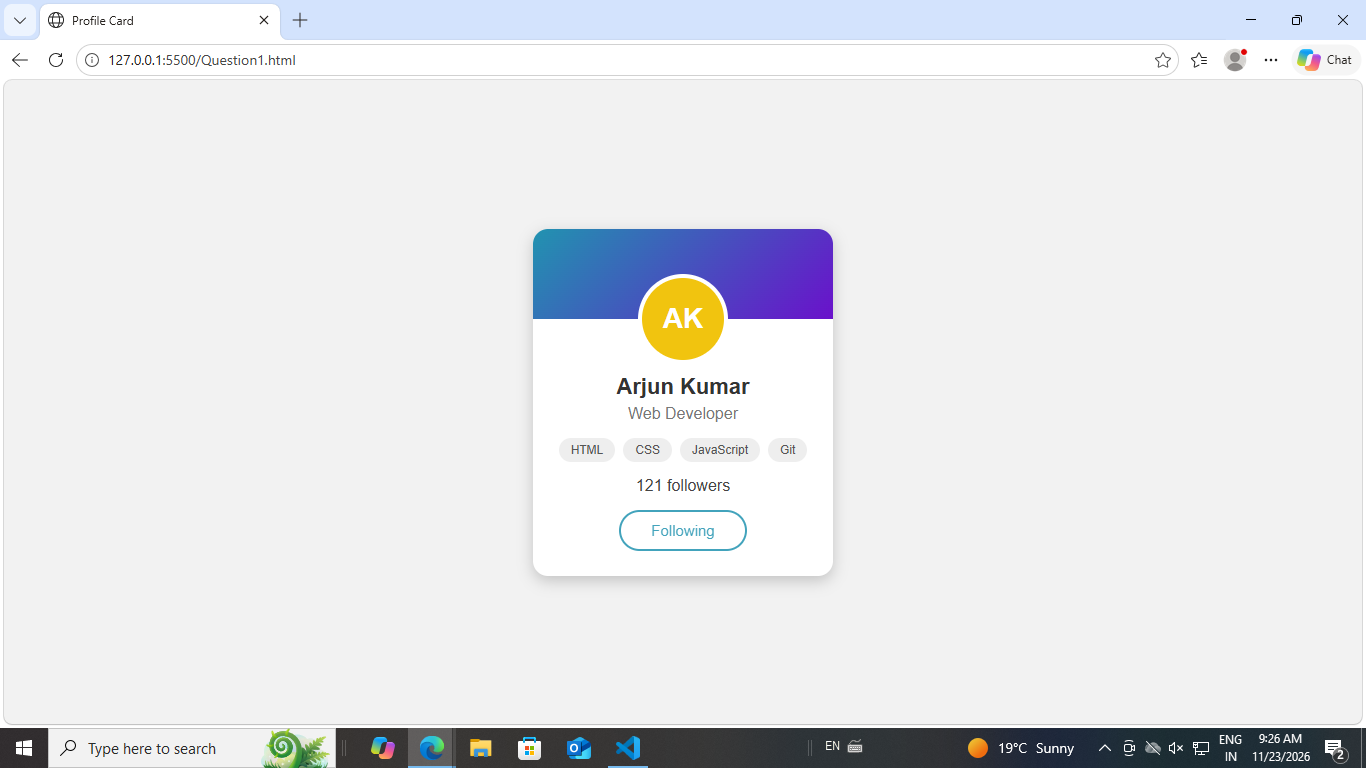 Profile Card
127.0.0.1:5500/Question1.html
Chat
AK
Arjun Kumar
Web Developer
HTML CSS JavaScript Git
121 followers
Following
Type here to search
EN
19°C Sunny
ENG
IN
9:26 AM
11/23/2026
2